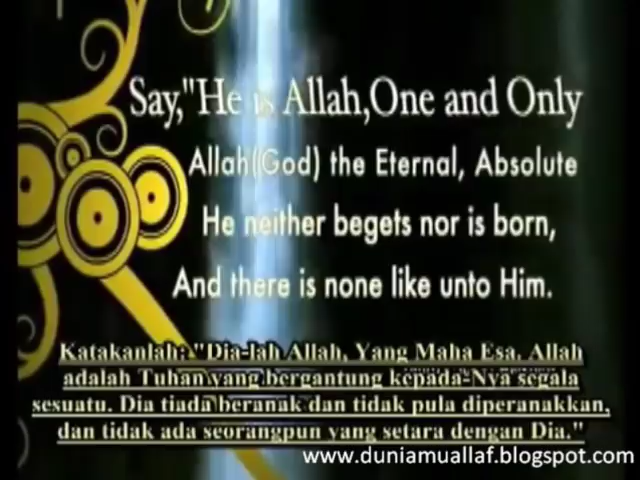 Say,"He is Allah,One and Only
Allah(God) the Eternal, Absolute
He neither begets nor is born,
And there is none like unto Him.
Katakanlah: "Dia-lah Allah, Yang Maha Esa. Allah
adalah Tuhan yang bergantung kepada-Nya segala
sesuatu. Dia tiada beranak dan tidak pula diperanakkan,
dan tidak ada seorangpun yang setara dengan Dia."
www.duniamuallaf.blogspot.com